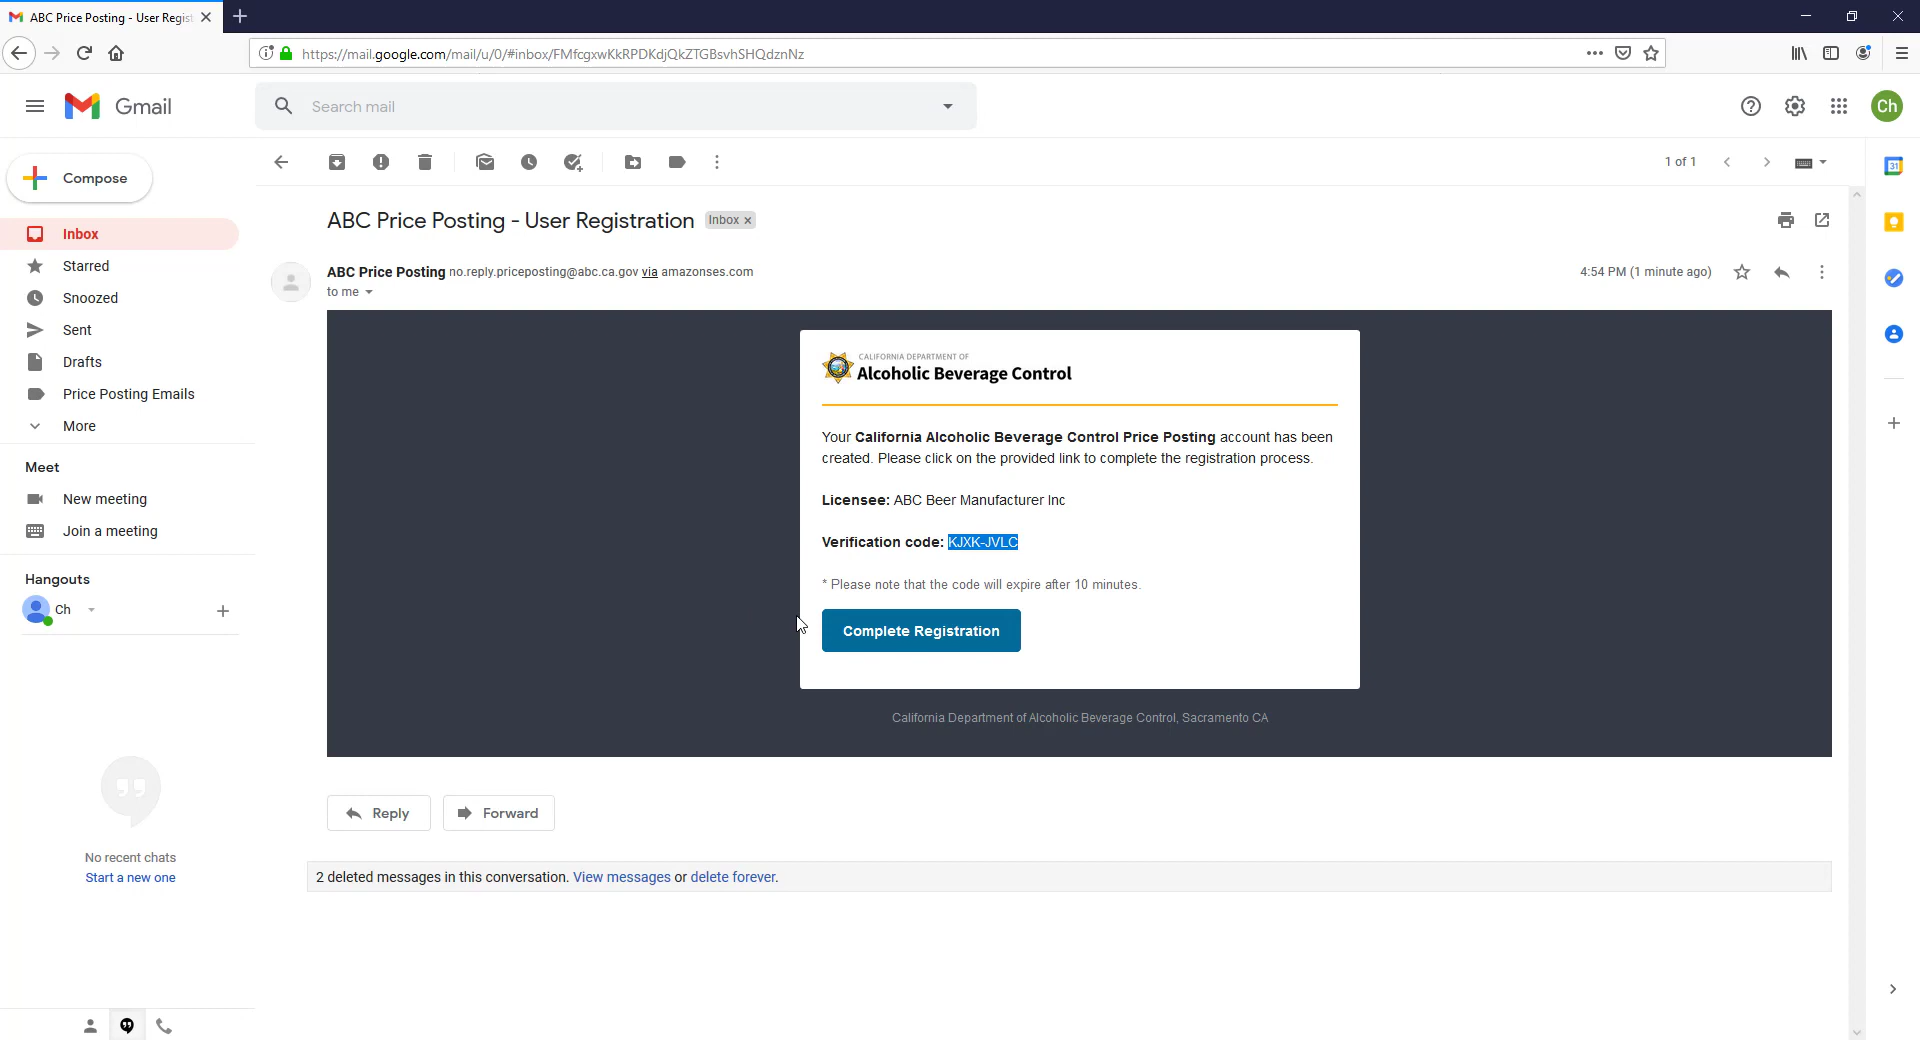 ABC Price Posting - User Regist
https://mail.google.com/mail/u/0/#inbox/FMfcgxwKkRPDKdjQkZTGBsvhSHQdznNz
Gmail
Search mail
Ch
Compose
1 of 1
31
Inbox
Starred
Snoozed
Sent
Drafts
Price Posting Emails
More
Meet
New meeting
Join a meeting
Hangouts
Ch
No recent chats
Start a new one
ABC Price Posting - User Registration Inbox x
ABC Price Posting no.reply.priceposting@abc.ca.gov via amazonses.com
4:54 PM (1 minute ago)
to me
CALIFORNIA DEPARTMENT OF
Alcoholic Beverage Control
Your California Alcoholic Beverage Control Price Posting account has been
created. Please click on the provided link to complete the registration process.
Licensee: ABC Beer Manufacturer Inc
Verification code: KJXK-JVLC
* Please note that the code will expire after 10 minutes.
Complete Registration
California Department of Alcoholic Beverage Control, Sacramento CA
Reply
Forward
2 deleted messages in this conversation. View messages or delete forever.